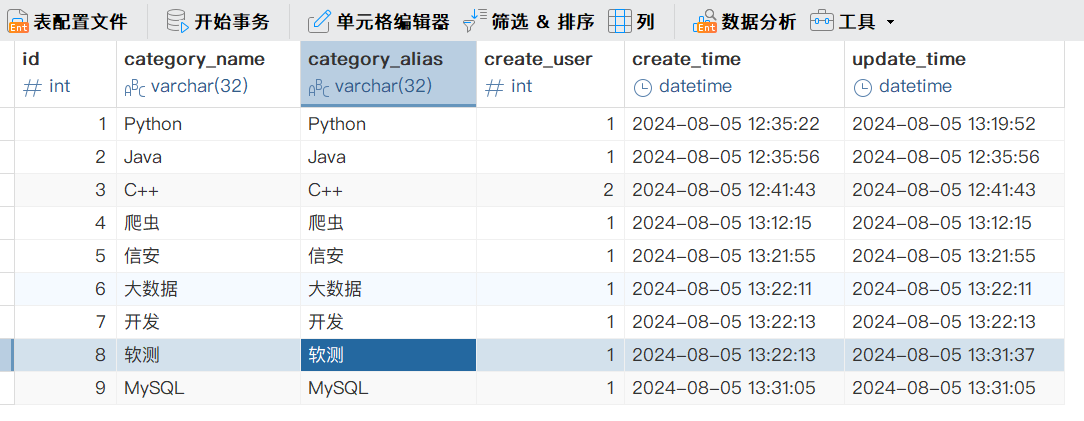 表配置文件 开始事务 单元格编辑器 筛选 & 排序 列 数据分析 工具
id category_name category_alias create_user create_time update_time
# int ABC varchar(32) ABC varchar(32) # int datetime datetime
1 Python Python 1 2024-08-05 12:35:22 2024-08-05 13:19:52
2 Java Java 1 2024-08-05 12:35:56 2024-08-05 12:35:56
3 C++ C++ 2 2024-08-05 12:41:43 2024-08-05 12:41:43
4 爬虫 爬虫 1 2024-08-05 13:12:15 2024-08-05 13:12:15
5 信安 信安 1 2024-08-05 13:21:55 2024-08-05 13:21:55
6 大数据 大数据 1 2024-08-05 13:22:11 2024-08-05 13:22:11
7 开发 开发 1 2024-08-05 13:22:13 2024-08-05 13:22:13
8 软测 软测 1 2024-08-05 13:22:13 2024-08-05 13:31:37
9 MySQL MySQL 1 2024-08-05 13:31:05 2024-08-05 13:31:05